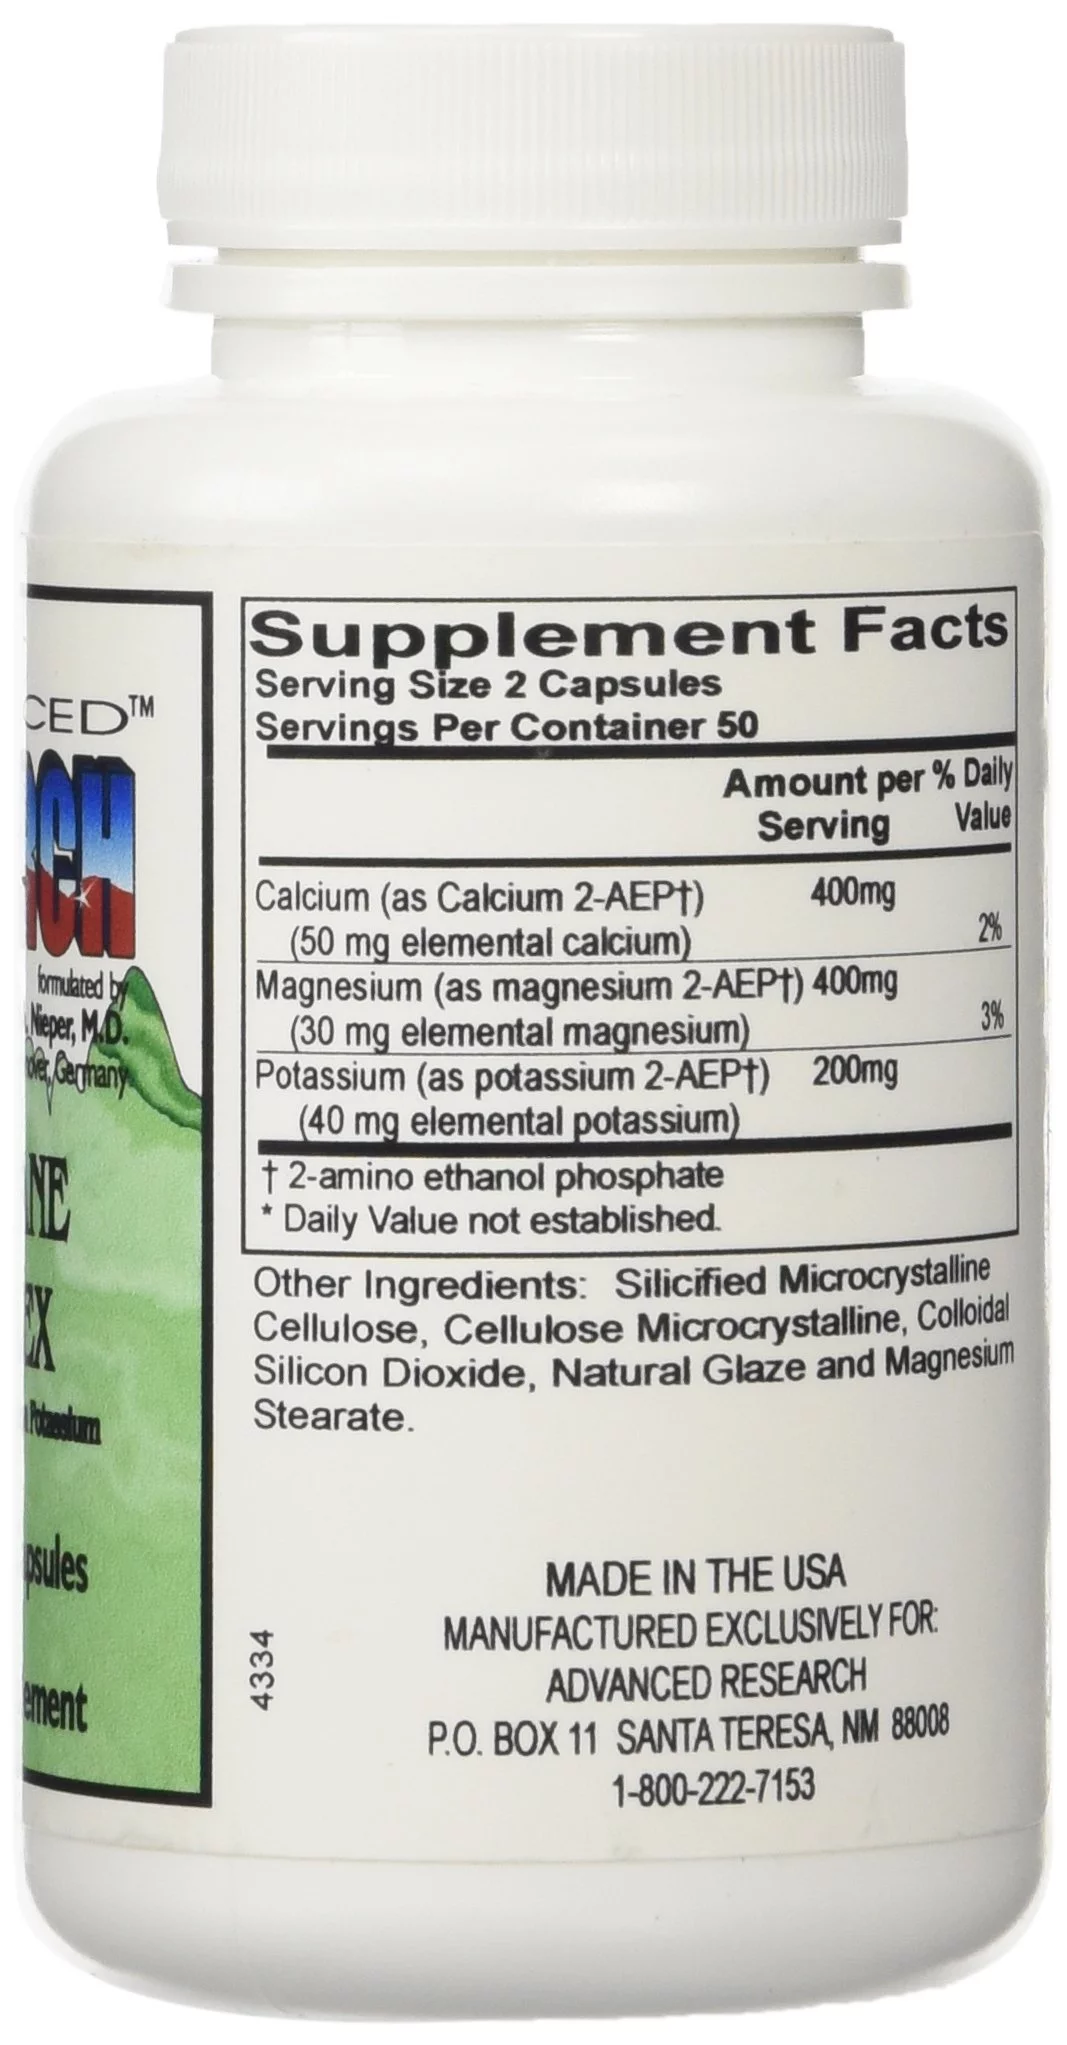 CED™
RCH
formulated by
Nieper, M.D.
Germany
NE
EX
Potassium
psules
ement
Supplement Facts
Serving Size 2 Capsules
Servings Per Container 50
Amount per % Daily
Serving Value
Calcium (as Calcium 2-AEP†) 400mg
(50 mg elemental calcium) 2%
Magnesium (as magnesium 2-AEP†) 400mg
(30 mg elemental magnesium) 3%
Potassium (as potassium 2-AEP†) 200mg
(40 mg elemental potassium)
† 2-amino ethanol phosphate
* Daily Value not established.
Other Ingredients: Silicified Microcrystalline
Cellulose, Cellulose Microcrystalline, Colloidal
Silicon Dioxide, Natural Glaze and Magnesium
Stearate.
4334
MADE IN THE USA
MANUFACTURED EXCLUSIVELY FOR:
ADVANCED RESEARCH
P.O. BOX 11 SANTA TERESA, NM 88008
1-800-222-7153